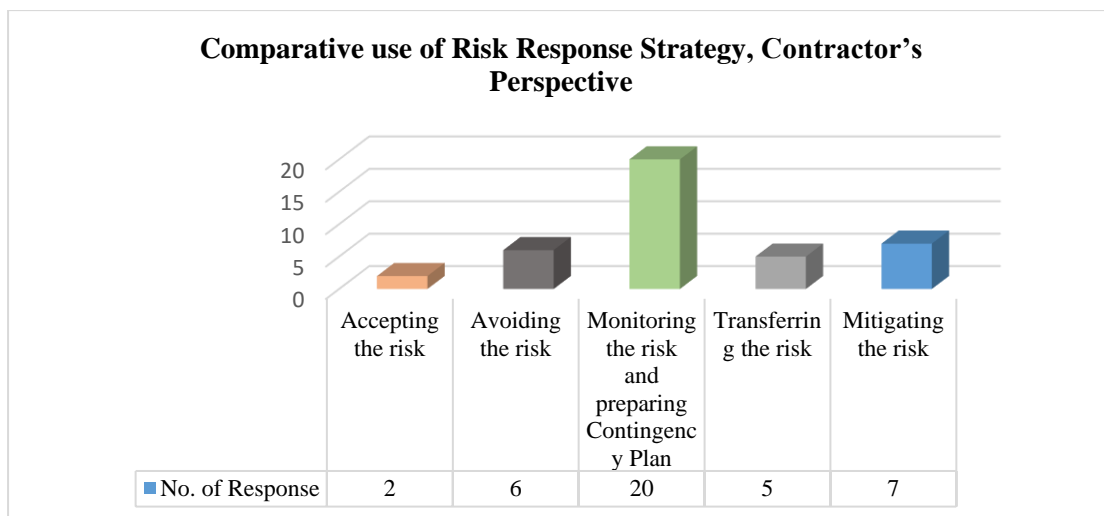 Comparative use of Risk Response Strategy, Contractor’s
Perspective
20
15
10
5
0
Accepting
the risk
Avoiding
the risk
Monitoring
the risk
and
preparing
Contingenc
y Plan
Transferrin
g the risk
Mitigating
the risk
No. of Response 2 6 20 5 7